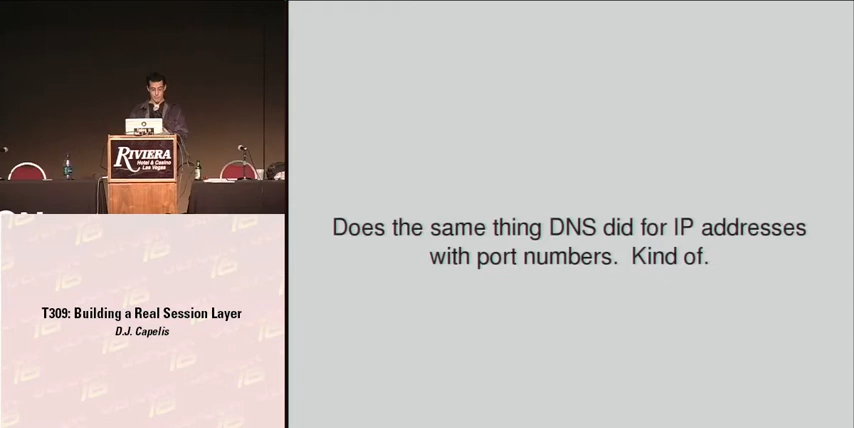 RIVIERA
Hotel & Casino
Las Vegas
T309: Building a Real Session Layer
D.J. Capelis
Does the same thing DNS did for IP addresses
with port numbers.  Kind of.